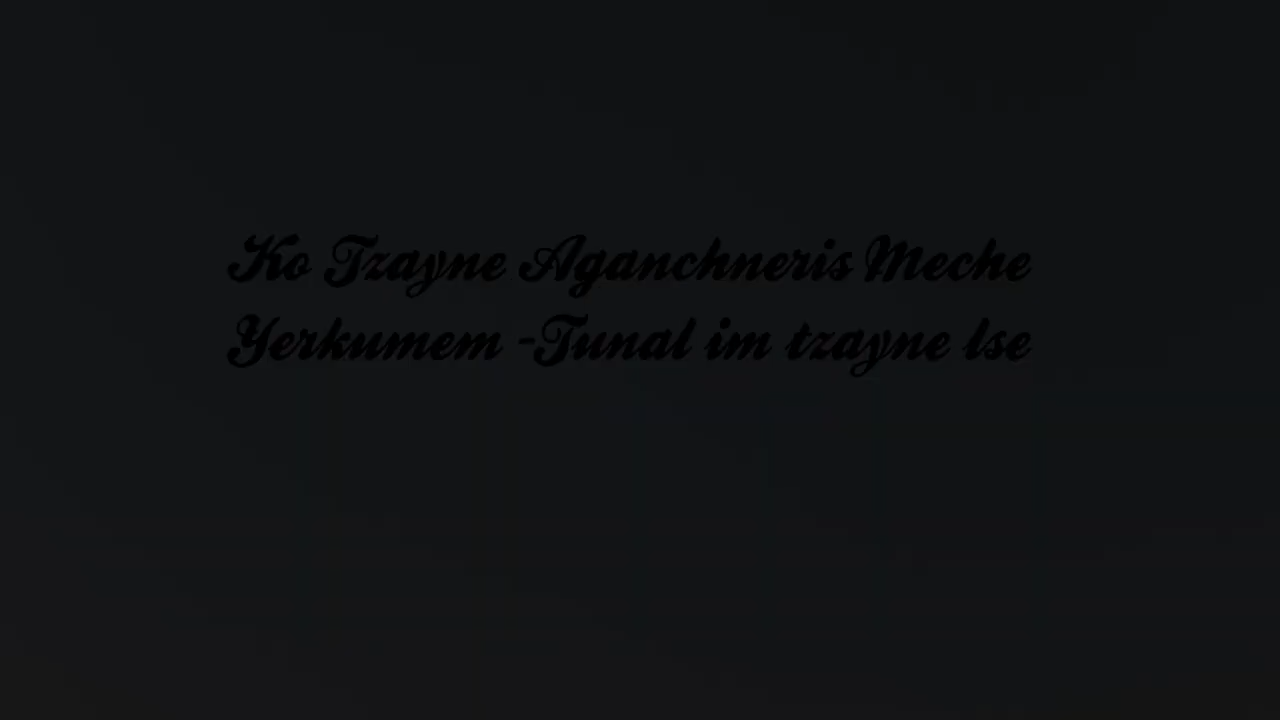 Ko Tzayne Aganchneris Meche
Yerkumem -Tunal im tzayne lse